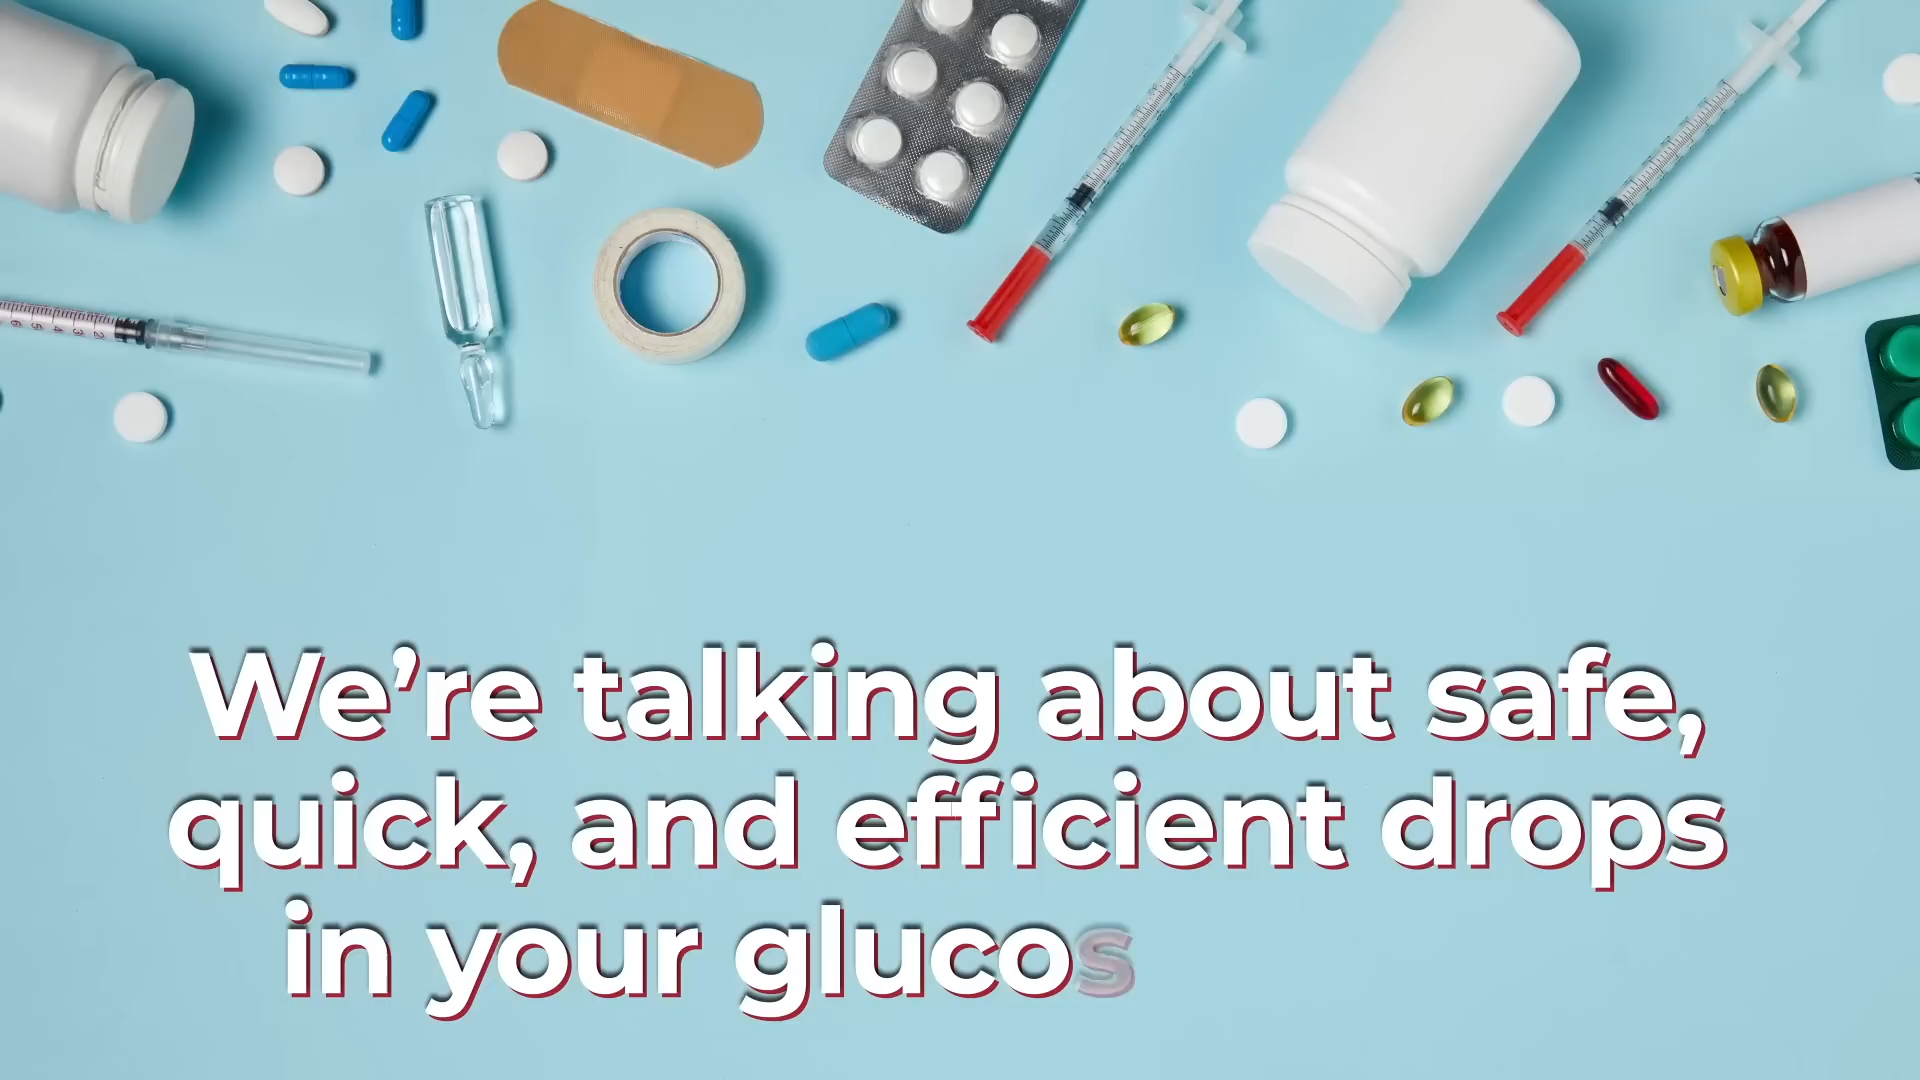 We’re talking about safe,
quick, and efficient drops
in your glucos